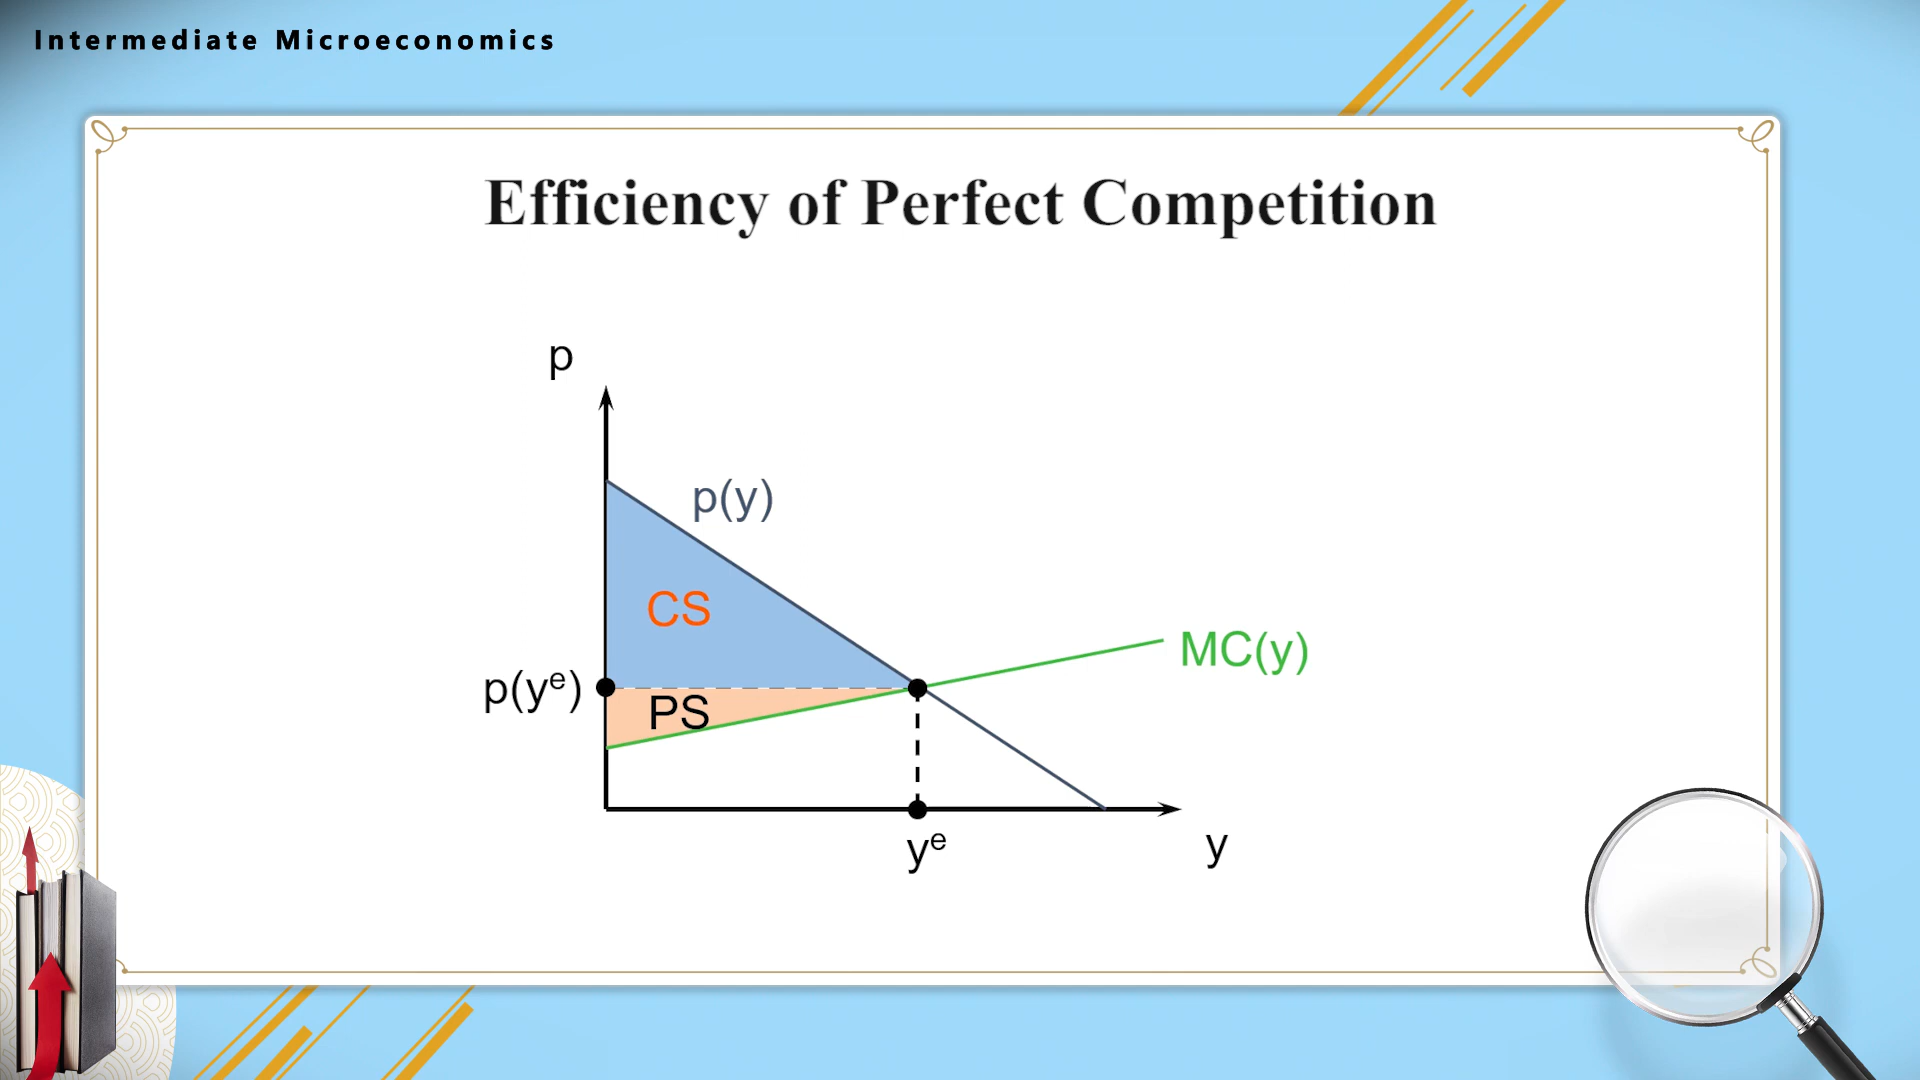 Intermediate Microeconomics
Efficiency of Perfect Competition
p
p(y)
CS
MC(y)
p(yᵉ)
PS
yᵉ
y